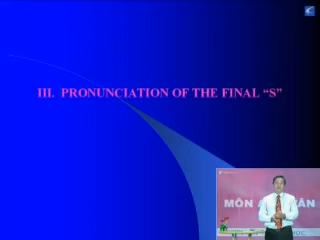 III. PRONUNCIATION OF THE FINAL “S”
MÔN